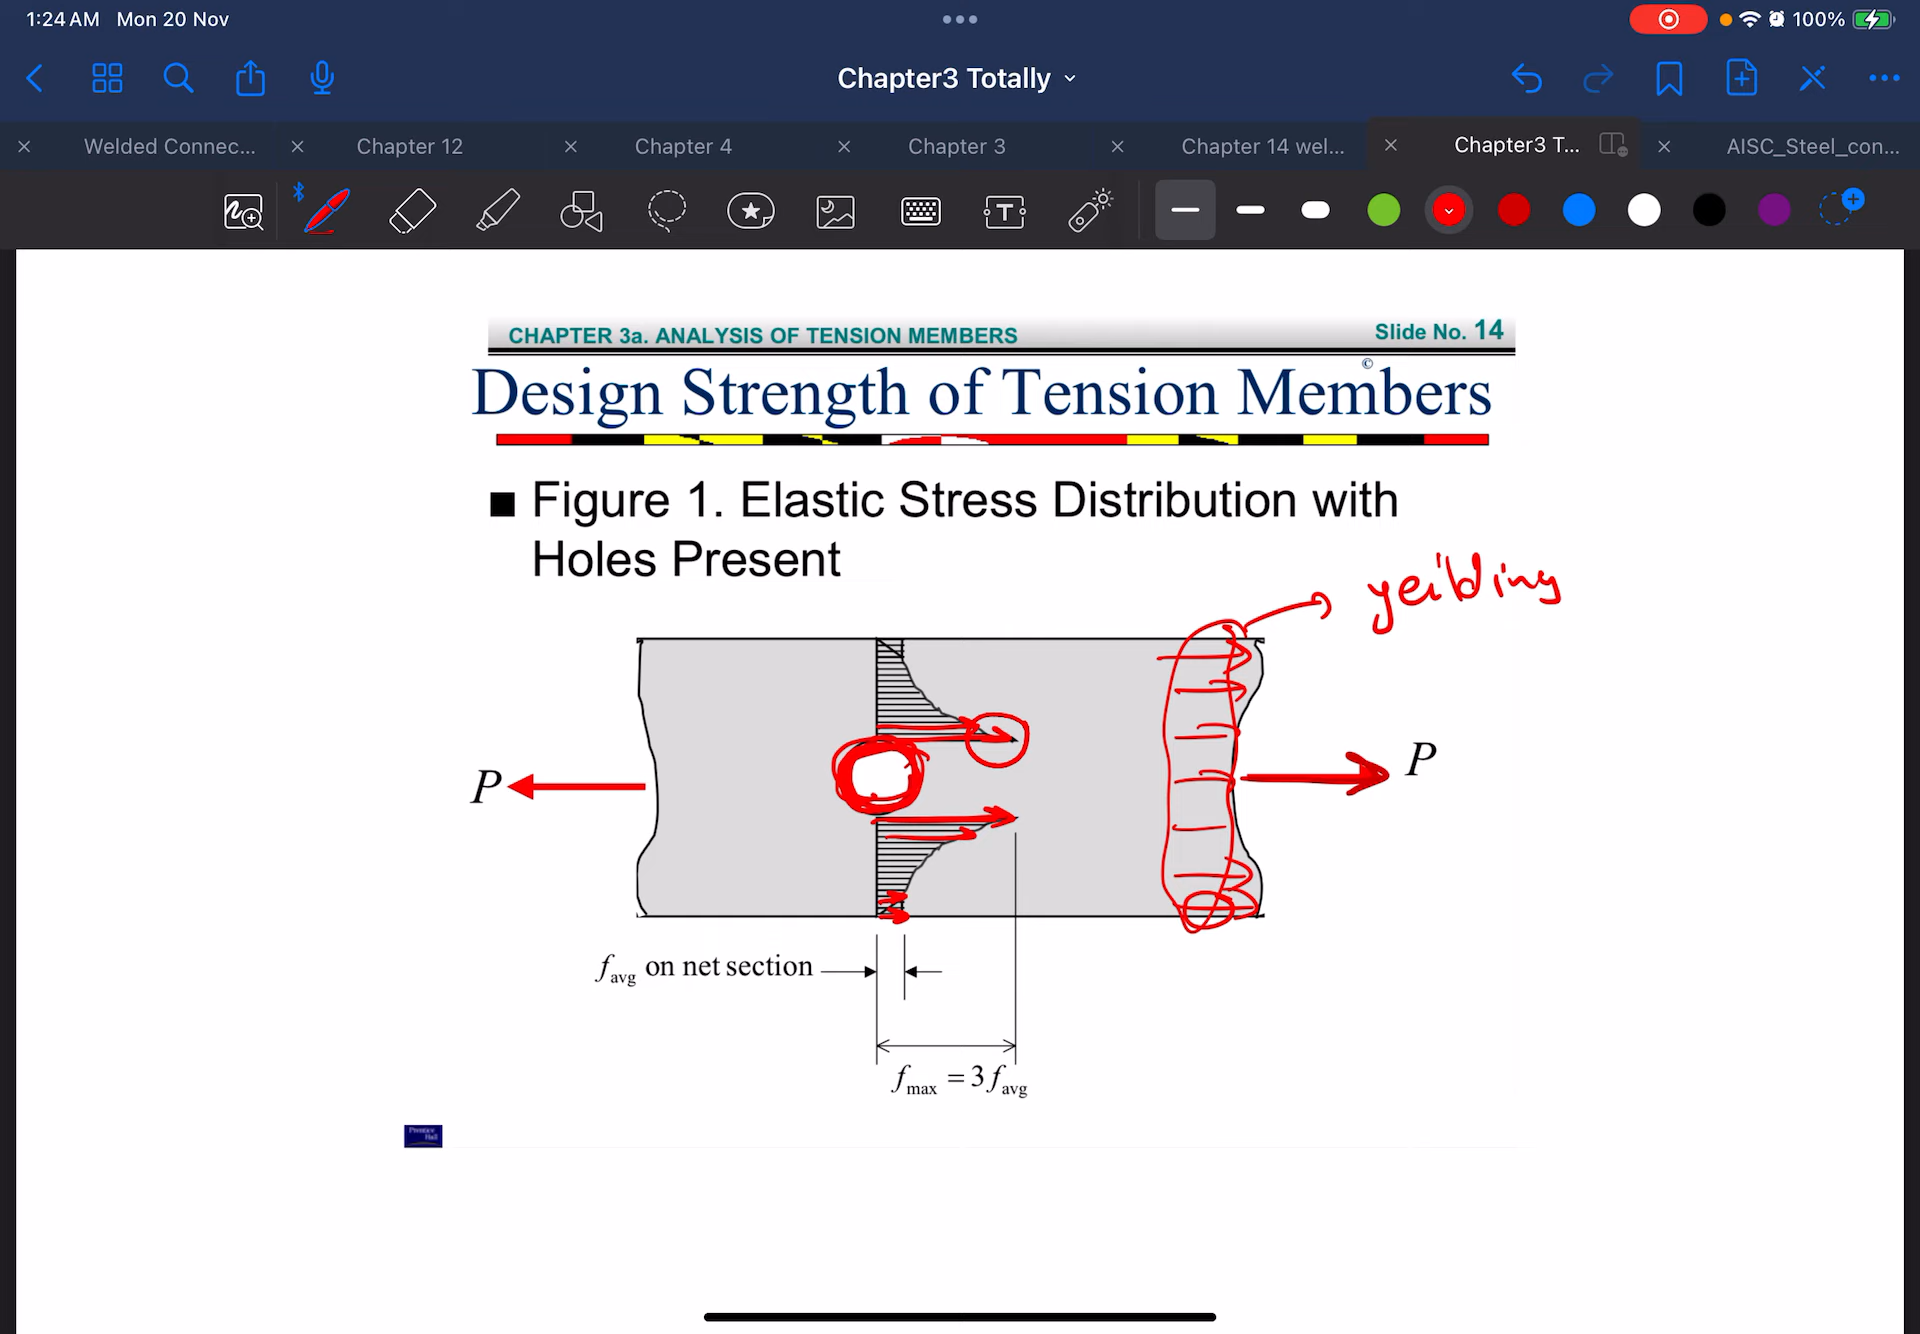 1:24 AM Mon 20 Nov
100%
Chapter3 Totally
Welded Connec...
Chapter 12
Chapter 4
Chapter 3
Chapter 14 wel...
Chapter3 T...
AISC_Steel_con...
T
CHAPTER 3a. ANALYSIS OF TENSION MEMBERS
Slide No. 14
©
Design Strength of Tension Members
■ Figure 1. Elastic Stress Distribution with
Holes Present
yeilding
P
P
favg on net section
fmax = 3 favg
Prentice
Hall